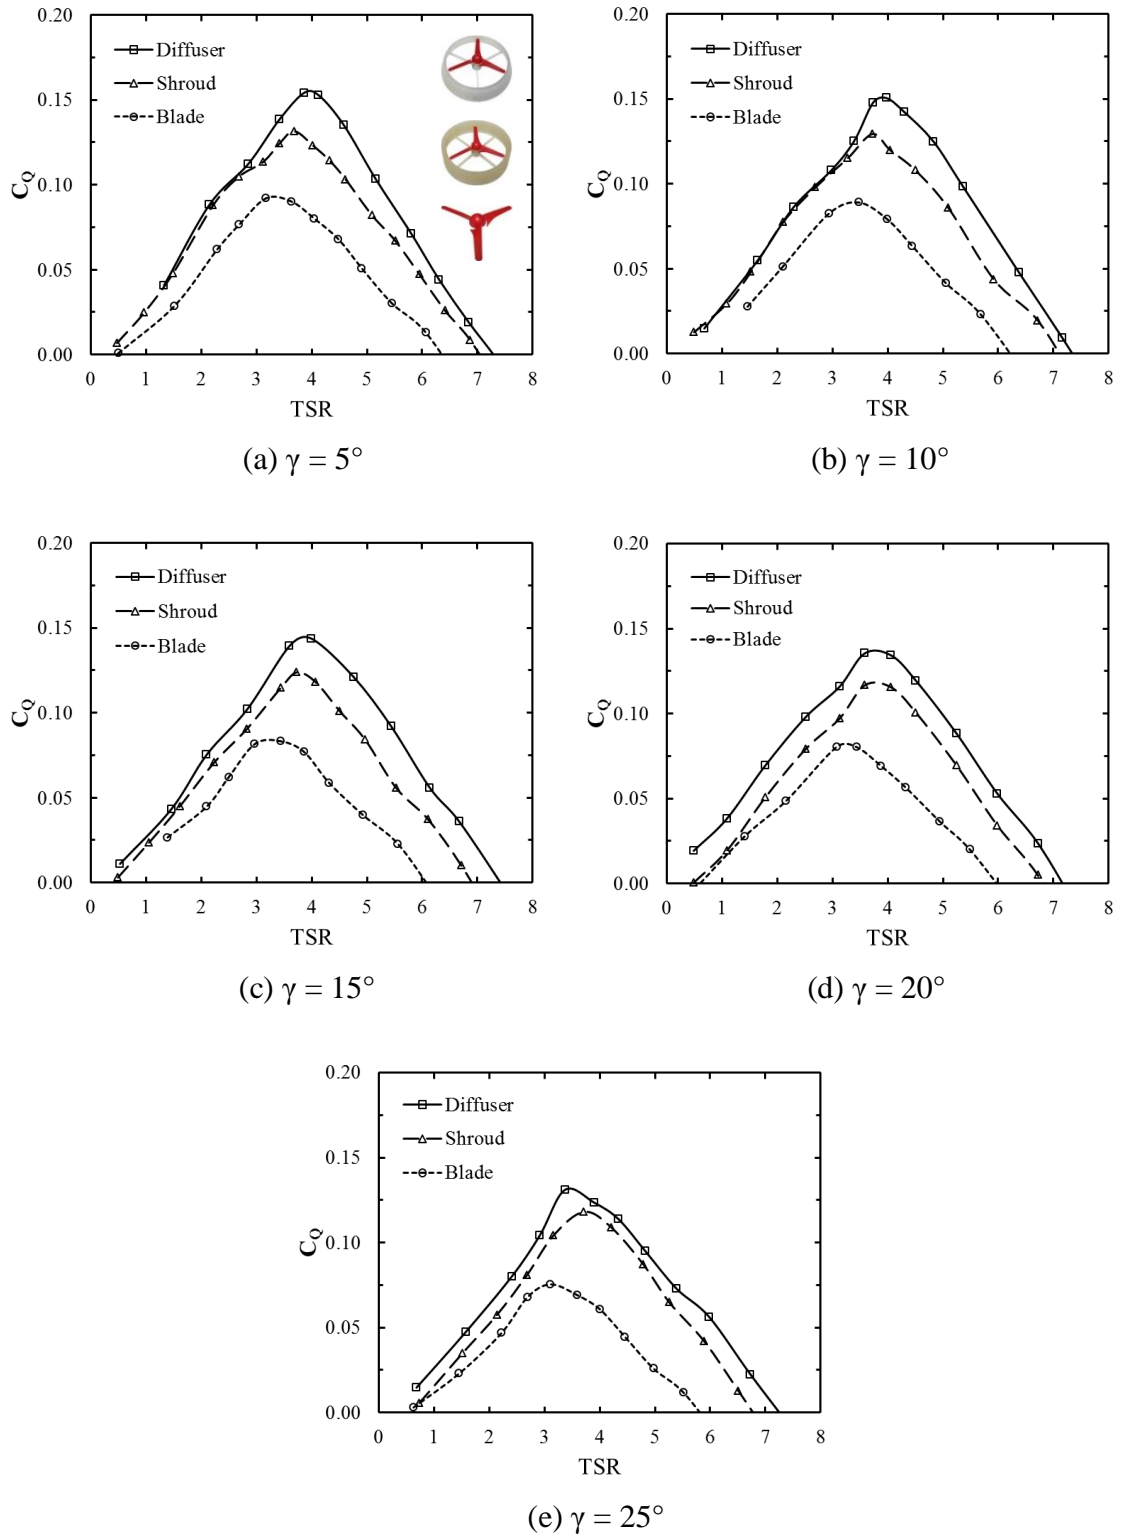 0.20
Diffuser
0.15
Shroud
Blade
C_Q
0.10
0.05
0.00
0 1 2 3 4 5 6 7 8
TSR
(a) γ = 5°
0.20
Diffuser
Shroud
0.15
Blade
C_Q
0.10
0.05
0.00
0 1 2 3 4 5 6 7 8
TSR
(b) γ = 10°
0.20
Diffuser
Shroud
0.15
Blade
C_Q
0.10
0.05
0.00
0 1 2 3 4 5 6 7 8
TSR
(c) γ = 15°
0.20
Diffuser
Shroud
0.15
Blade
C_Q
0.10
0.05
0.00
0 1 2 3 4 5 6 7 8
TSR
(d) γ = 20°
0.20
Diffuser
Shroud
0.15
Blade
C_Q
0.10
0.05
0.00
0 1 2 3 4 5 6 7 8
TSR
(e) γ = 25°